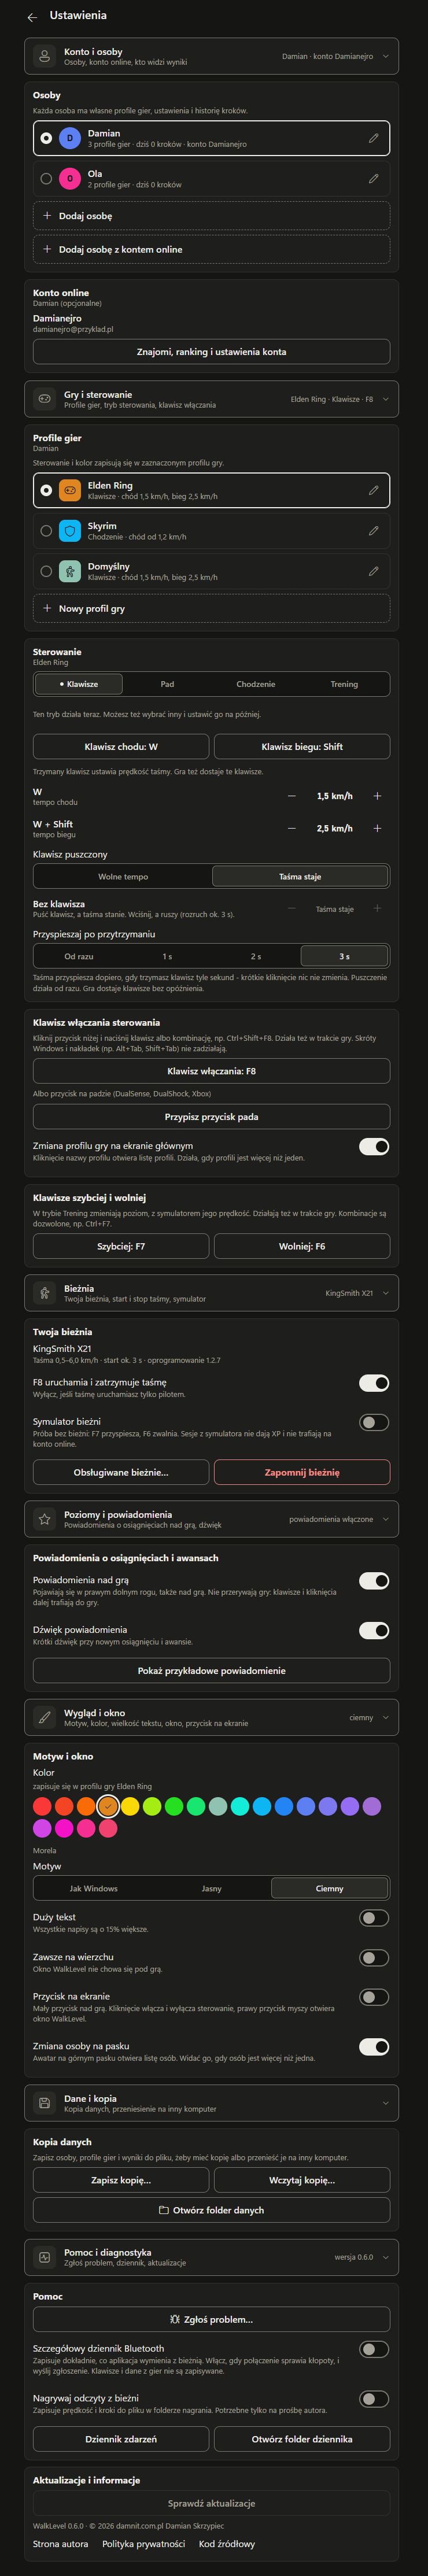 Ustawienia
Konto i osoby
Osoby, konto online, kto widzi wyniki
Damian · konto Damianejro
Osoby
Każda osoba ma własne profile gier, ustawienia i historię kroków.
D
Damian
3 profile gier · dziś 0 kroków · konto Damianejro
O
Ola
2 profile gier · dziś 0 kroków
Dodaj osobę
Dodaj osobę z kontem online
Konto online
Damian (opcjonalne)
Damianejro
damianejro@przyklad.pl
Znajomi, ranking i ustawienia konta
Gry i sterowanie
Profile gier, tryb sterowania, klawisz włączania
Elden Ring · Klawisze · F8
Profile gier
Damian
Sterowanie i kolor zapisują się w zaznaczonym profilu gry.
Elden Ring
Klawisze · chód 1,5 km/h, bieg 2,5 km/h
Skyrim
Chodzenie · chód od 1,2 km/h
Domyślny
Klawisze · chód 1,5 km/h, bieg 2,5 km/h
Nowy profil gry
Sterowanie
Elden Ring
• Klawisze
Pad
Chodzenie
Trening
Ten tryb działa teraz. Możesz też wybrać inny i ustawić go na później.
Klawisz chodu: W
Klawisz biegu: Shift
Trzymany klawisz ustawia prędkość taśmy. Gra też dostaje te klawisze.
W
tempo chodu
1,5 km/h
W + Shift
tempo biegu
2,5 km/h
Klawisz puszczony
Wolne tempo
Taśma staje
Bez klawisza
Puść klawisz, a taśma stanie. Wciśnij, a ruszy (rozruch ok. 3 s).
Taśma staje
Przyspieszaj po przytrzymaniu
Od razu
1 s
2 s
3 s
Taśma przyspiesza dopiero, gdy trzymasz klawisz tyle sekund - krótkie kliknięcie nic nie zmienia. Puszczenie
działa od razu. Gra dostaje klawisze bez opóźnienia.
Klawisz włączania sterowania
Kliknij przycisk niżej i naciśnij klawisz albo kombinację, np. Ctrl+Shift+F8. Działa też w trakcie gry. Skróty
Windows i nakładek (np. Alt+Tab, Shift+Tab) nie zadziałają.
Klawisz włączania: F8
Albo przycisk na padzie (DualSense, DualShock, Xbox)
Przypisz przycisk pada
Zmiana profilu gry na ekranie głównym
Kliknięcie nazwy profilu otwiera listę profili. Działa, gdy profili jest więcej niż jeden.
Klawisze szybciej i wolniej
W trybie Trening zmieniają poziom, z symulatorem jego prędkość. Działają też w trakcie gry. Kombinacje są
dozwolone, np. Ctrl+F7.
Szybciej: F7
Wolniej: F6
Bieżnia
Twoja bieżnia, start i stop taśmy, symulator
KingSmith X21
Twoja bieżnia
KingSmith X21
Taśma 0,5–6,0 km/h · start ok. 3 s · oprogramowanie 1.2.7
F8 uruchamia i zatrzymuje taśmę
Wyłącz, jeśli taśmę uruchamiasz tylko pilotem.
Symulator bieżni
Próba bez bieżni: F7 przyspiesza, F6 zwalnia. Sesje z symulatora nie dają XP i nie trafiają na
konto online.
Obsługiwane bieżnie...
Zapomnij bieżnię
Poziomy i powiadomienia
Powiadomienia o osiągnięciach nad grą, dźwięk
powiadomienia włączone
Powiadomienia o osiągnięciach i awansach
Powiadomienia nad grą
Pojawiają się w prawym dolnym rogu, także nad grą. Nie przerywają gry: klawisze i kliknięcia
dalej trafiają do gry.
Dźwięk powiadomienia
Krótki dźwięk przy nowym osiągnięciu i awansie.
Pokaż przykładowe powiadomienie
Wygląd i okno
Motyw, kolor, wielkość tekstu, okno, przycisk na ekranie
ciemny
Motyw i okno
Kolor
zapisuje się w profilu gry Elden Ring
Morela
Motyw
Jak Windows
Jasny
Ciemny
Duży tekst
Wszystkie napisy są o 15% większe.
Zawsze na wierzchu
Okno WalkLevel nie chowa się pod grą.
Przycisk na ekranie
Mały przycisk nad grą. Kliknięcie włącza i wyłącza sterowanie, prawy przycisk myszy otwiera
okno WalkLevel.
Zmiana osoby na pasku
Awatar na górnym pasku otwiera listę osób. Widać go, gdy osób jest więcej niż jedna.
Dane i kopia
Kopia danych, przeniesienie na inny komputer
Kopia danych
Zapisz osoby, profile gier i wyniki do pliku, żeby mieć kopię albo przenieść je na inny komputer.
Zapisz kopię...
Wczytaj kopię...
Otwórz folder danych
Pomoc i diagnostyka
Zgłoś problem, dziennik, aktualizacje
wersja 0.6.0
Pomoc
Zgłoś problem...
Szczegółowy dziennik Bluetooth
Zapisuje dokładnie, co aplikacja wymienia z bieżnią. Włącz, gdy połączenie sprawia kłopoty, i
wyślij zgłoszenie. Klawisze i dane z gier nie są zapisywane.
Nagrywaj odczyty z bieżni
Zapisuje prędkość i kroki do pliku w folderze nagrania. Potrzebne tylko na prośbę autora.
Dziennik zdarzeń
Otwórz folder dziennika
Aktualizacje i informacje
Sprawdź aktualizacje
WalkLevel 0.6.0 · © 2026 damnit.com.pl Damian Skrzypiec
Strona autora
Polityka prywatności
Kod źródłowy